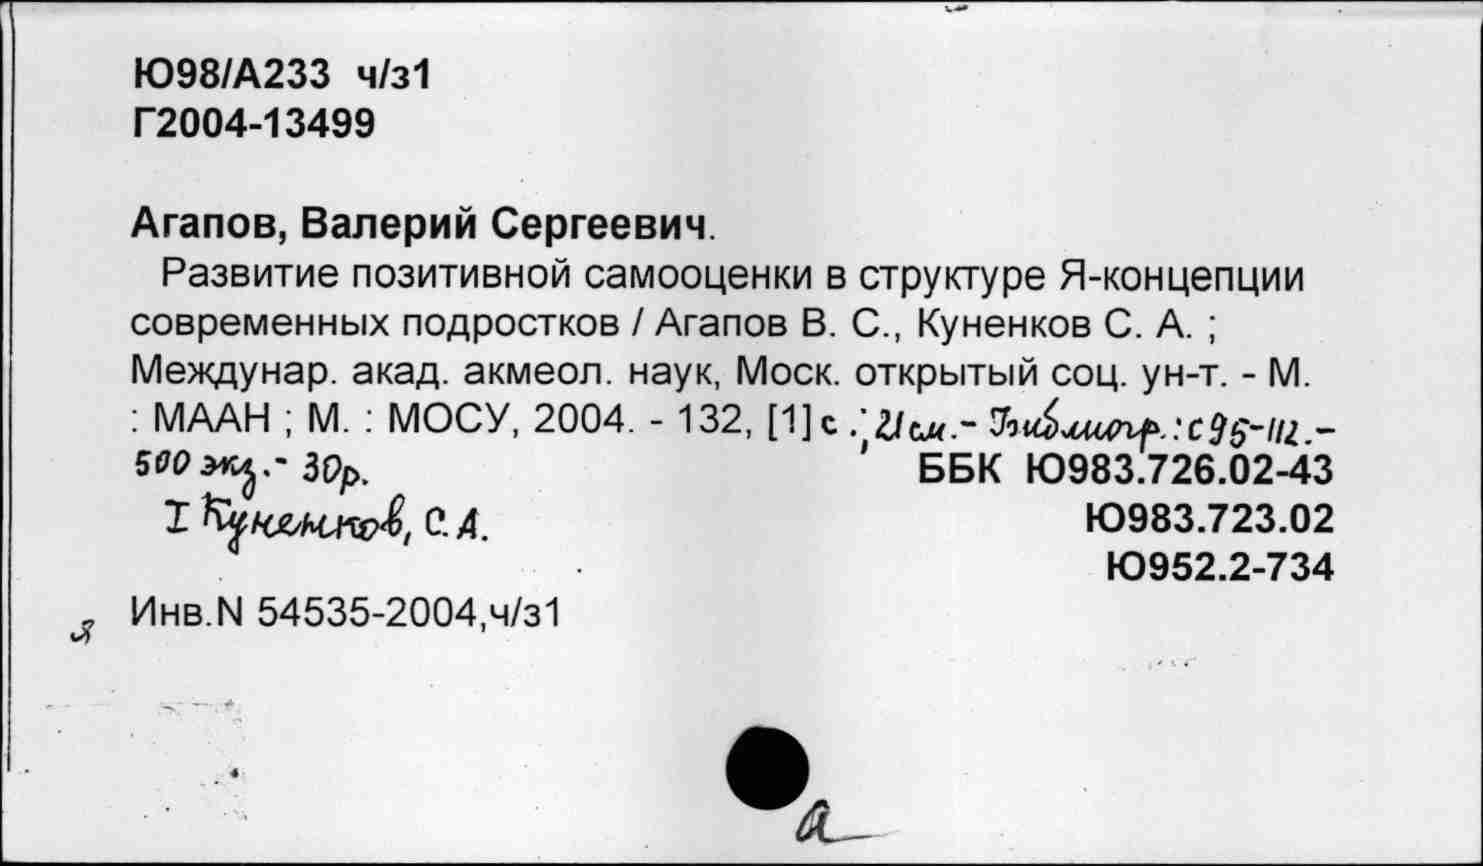 Ю98/А233 ч/з1
Г2004-13499
Агапов, Валерий Сергеевич.
Развитие позитивной самооценки в структуре Я-концепции
современных подростков / Агапов В. С., Куненков С. А. ;
Междунар. акад. акмеол. наук, Моск. открытый соц. ун-т. - М.
: МААН ; М. : МОСУ, 2004. - 132, [1] с.; 21 см.- Библиогр.: с 95-112.-
500 экз.- 30р.
ББК Ю983.726.02-43
I Куненков, С.А.
Ю983.723.02
Ю952.2-734
Инв.N 54535-2004,ч/з1
я
а